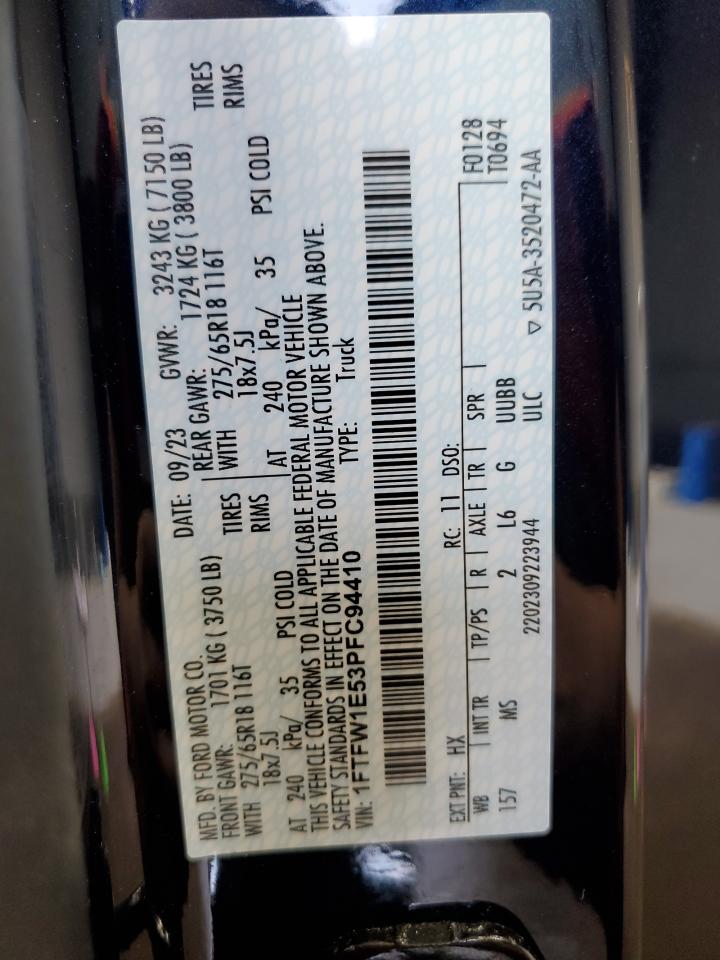 MFD. BY FORD MOTOR CO.
DATE: 09/23 GVWR: 3243 KG ( 7150 LB)
FRONT GAWR: 1701 KG ( 3750 LB)
REAR GAWR: 1724 KG ( 3800 LB)
WITH 275/65R18 116T TIRES
WITH 275/65R18 116T TIRES
18x7.5J RIMS
18x7.5J RIMS
AT 240 kPa/ 35 PSI COLD
AT 240 kPa/ 35 PSI COLD
THIS VEHICLE CONFORMS TO ALL APPLICABLE FEDERAL MOTOR VEHICLE
SAFETY STANDARDS IN EFFECT ON THE DATE OF MANUFACTURE SHOWN ABOVE.
VIN: 1FTFW1E53PFC94410 TYPE: Truck
EXT PNT: HX RC: 11 DSO: F0128
WB INT TR TP/PS R AXLE TR SPR T0694
157 MS 2 L6 G UUBB
2202309223944 ULC ▽ 5U5A-3520472-AA